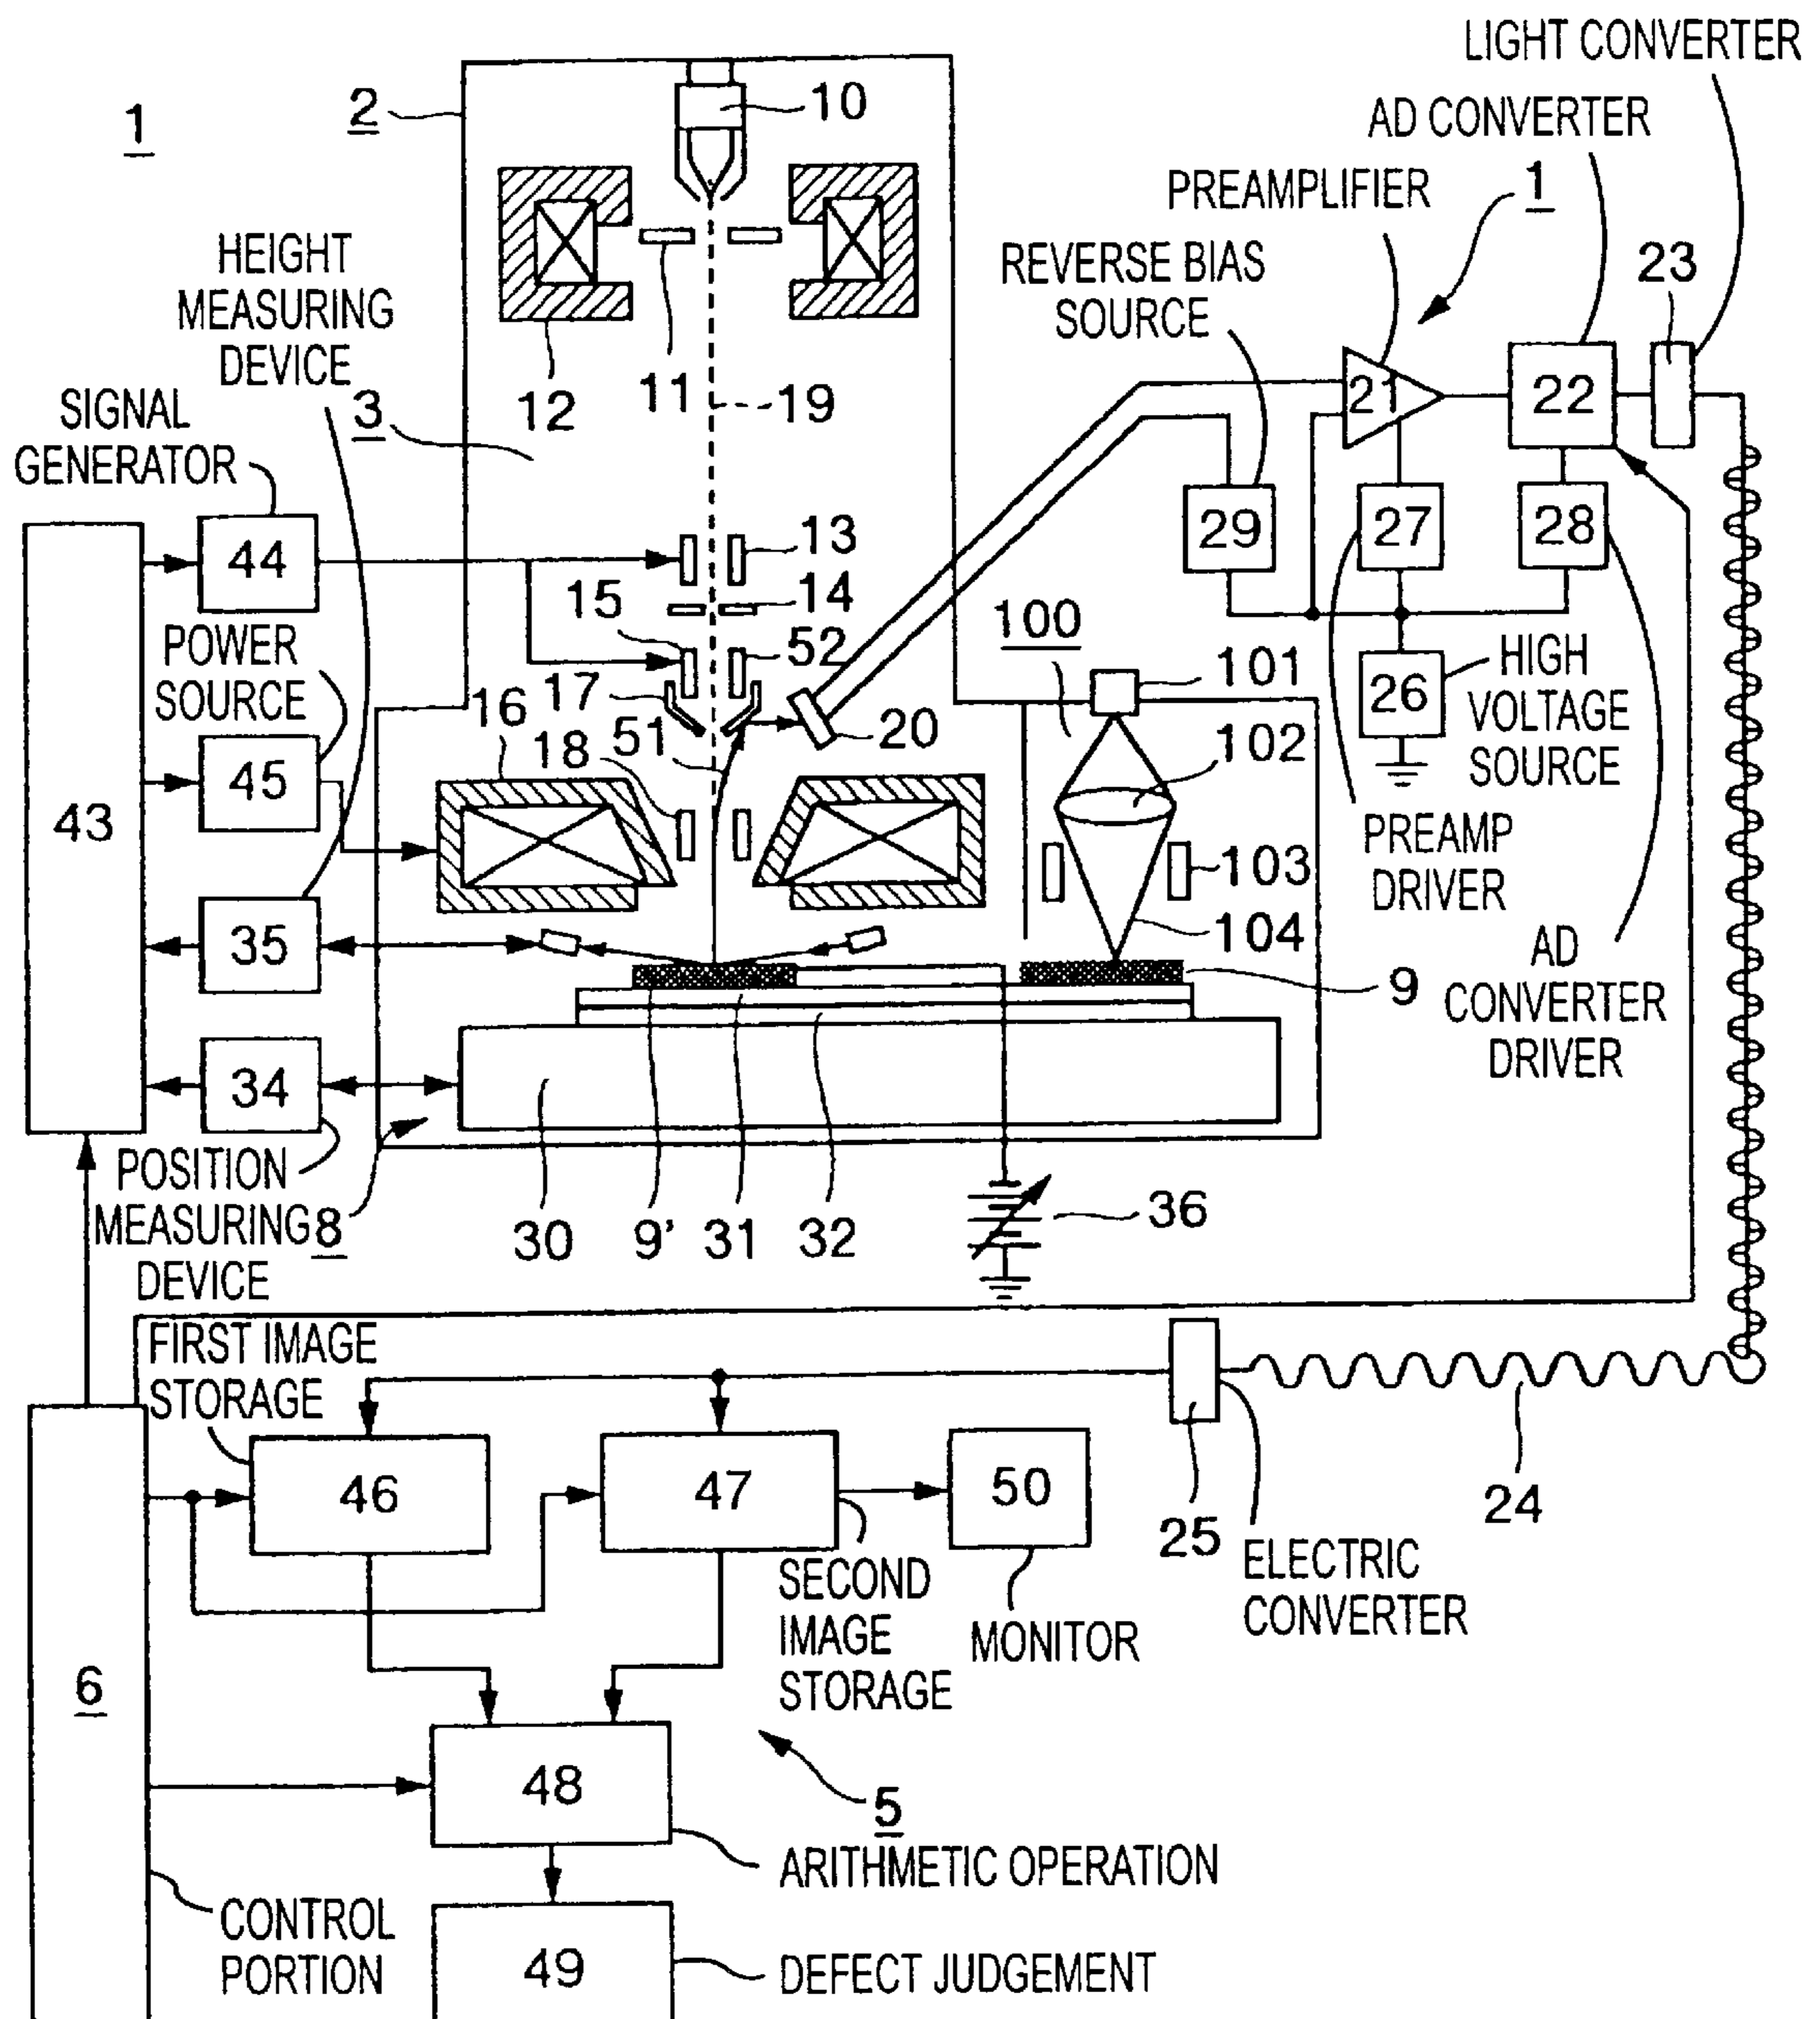 LIGHT CONVERTER
AD CONVERTER
PREAMPLIFIER
1
REVERSE BIAS
SOURCE
1
2
10
HEIGHT
MEASURING
DEVICE
SIGNAL
GENERATOR
3
12
11
19
21
22
23
44
13
15
14
52
29
27
28
POWER
SOURCE
17
16
18
51
20
100
101
102
26
HIGH
VOLTAGE
SOURCE
43
45
103
104
PREAMP
DRIVER
35
9
AD
CONVERTER
DRIVER
34
POSITION
MEASURING
DEVICE
8
30
9'
31
32
36
FIRST IMAGE
STORAGE
46
47
50
25
24
ELECTRIC
CONVERTER
SECOND
IMAGE
STORAGE
MONITOR
6
48
5
ARITHMETIC OPERATION
CONTROL
PORTION
49
DEFECT JUDGEMENT